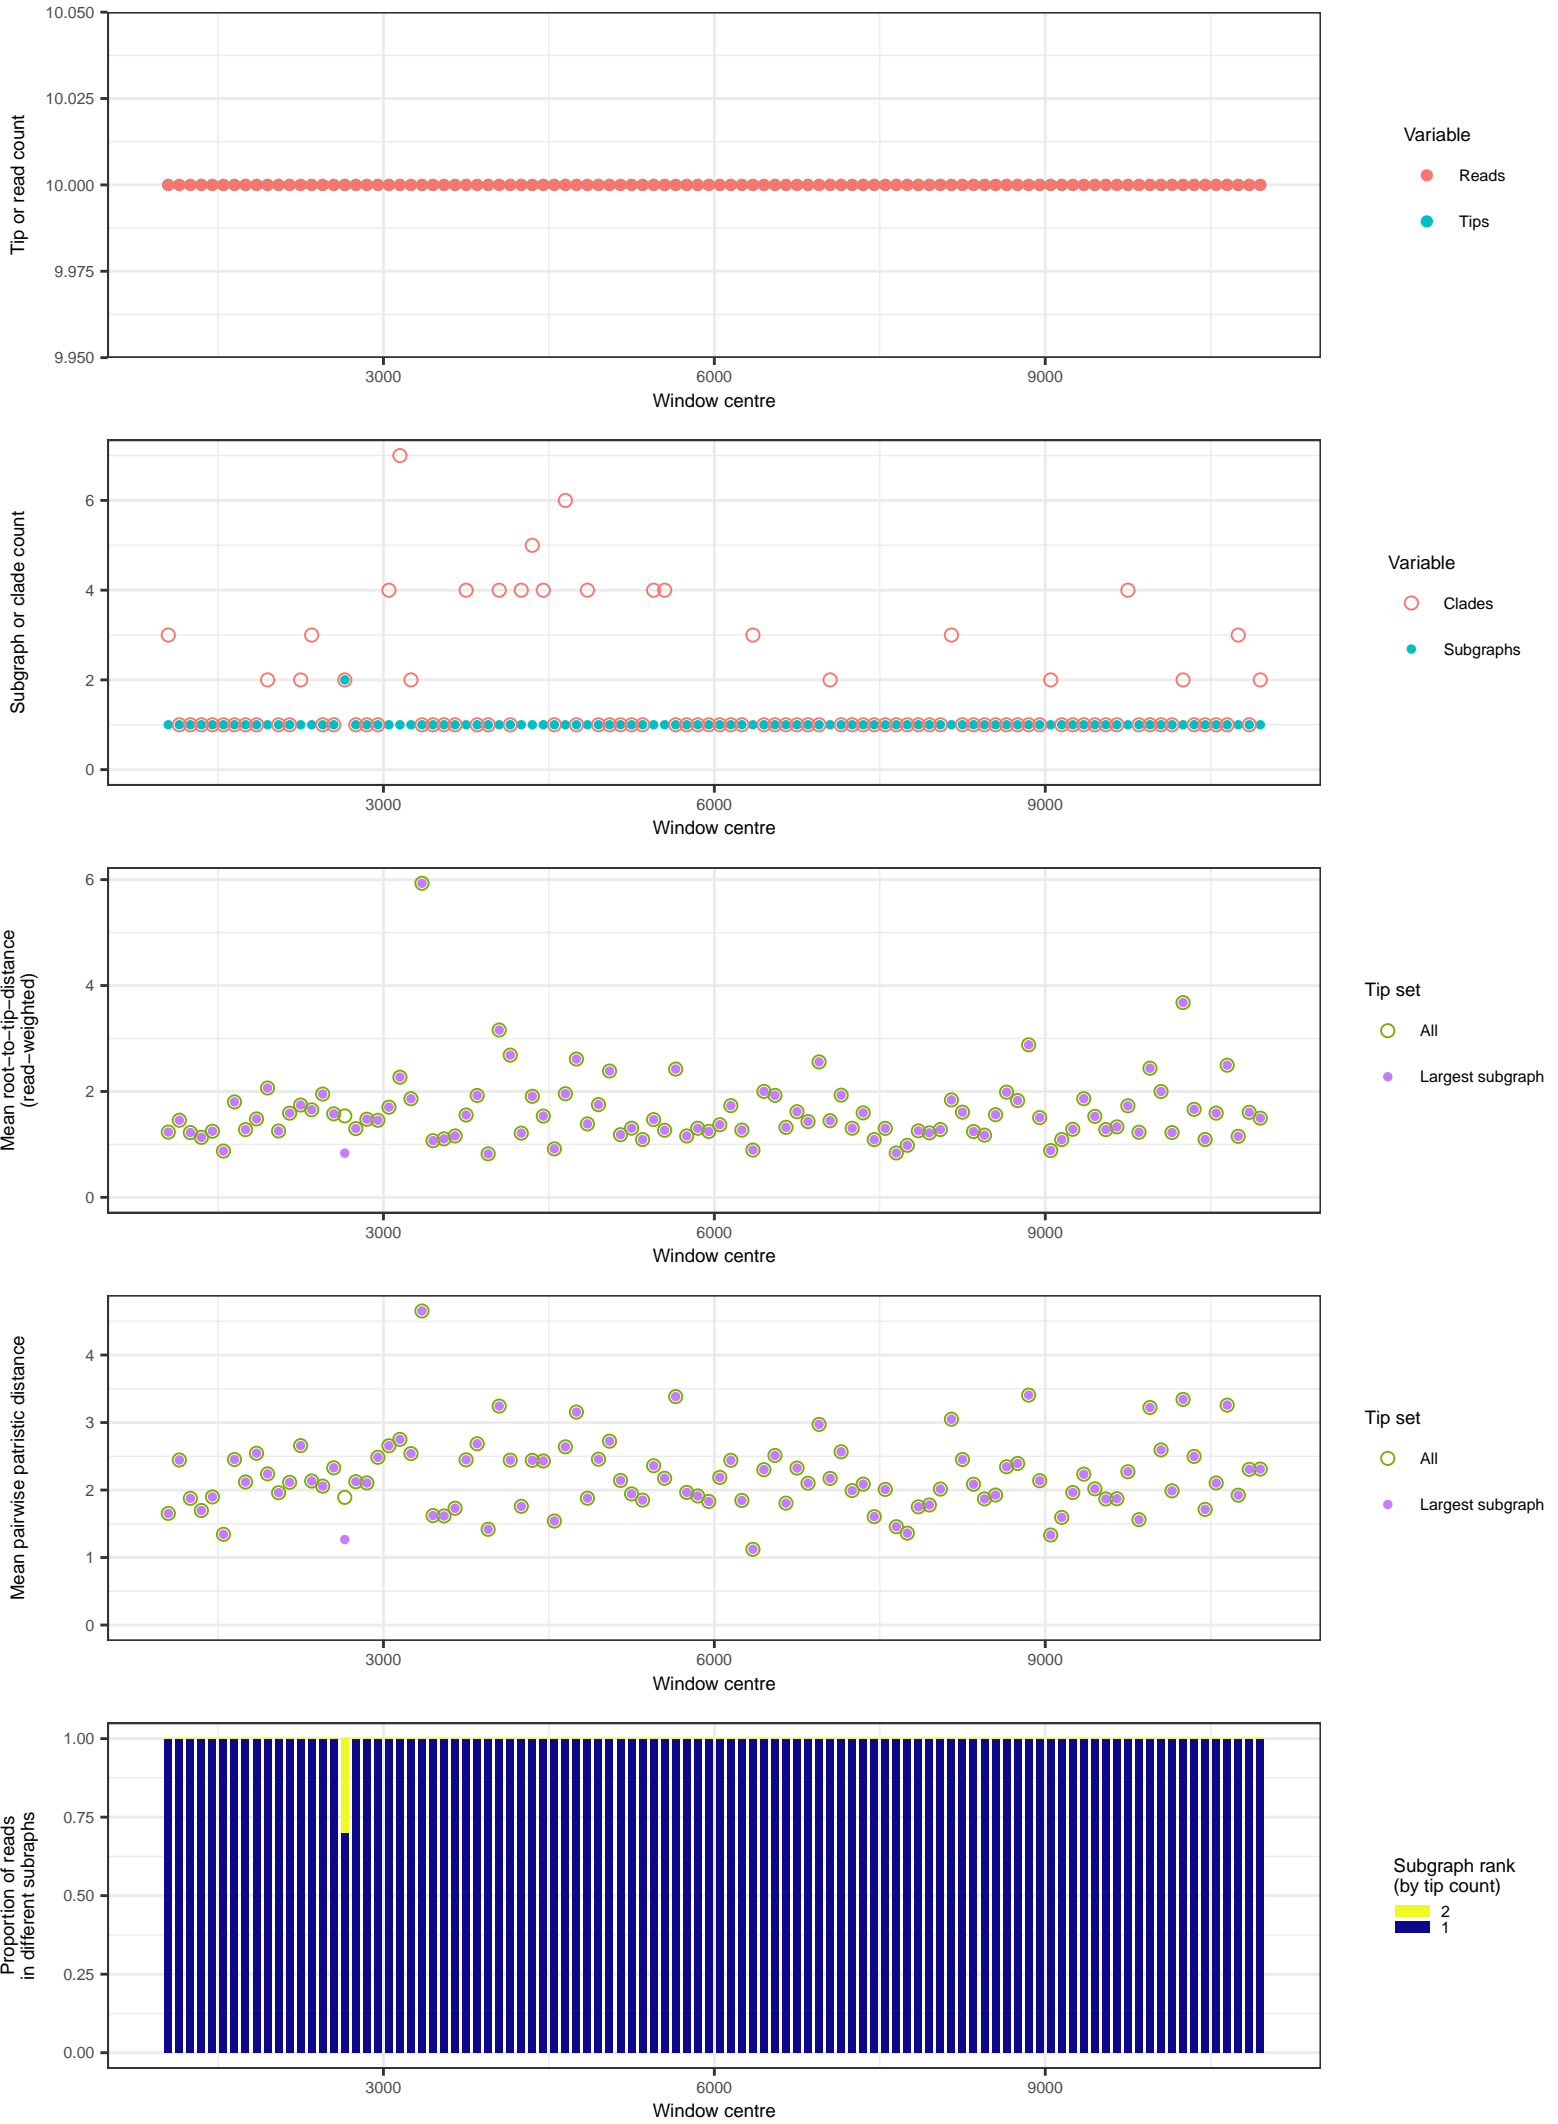 10.050
10.025
10.000
9.975
9.950
Tip or read count
3000 6000 9000
Window centre
Variable
Reads
Tips
6
4
2
0
Subgraph or clade count
3000 6000 9000
Window centre
Variable
Clades
Subgraphs
6
4
2
0
Mean root−to−tip−distance
(read−weighted)
3000 6000 9000
Window centre
Tip set
All
Largest subgraph
4
3
2
1
0
Mean pairwise patristic distance
3000 6000 9000
Window centre
Tip set
All
Largest subgraph
1.00
0.75
0.50
0.25
0.00
Proportion of reads
in different subraphs
3000 6000 9000
Window centre
Subgraph rank
(by tip count)
2
1